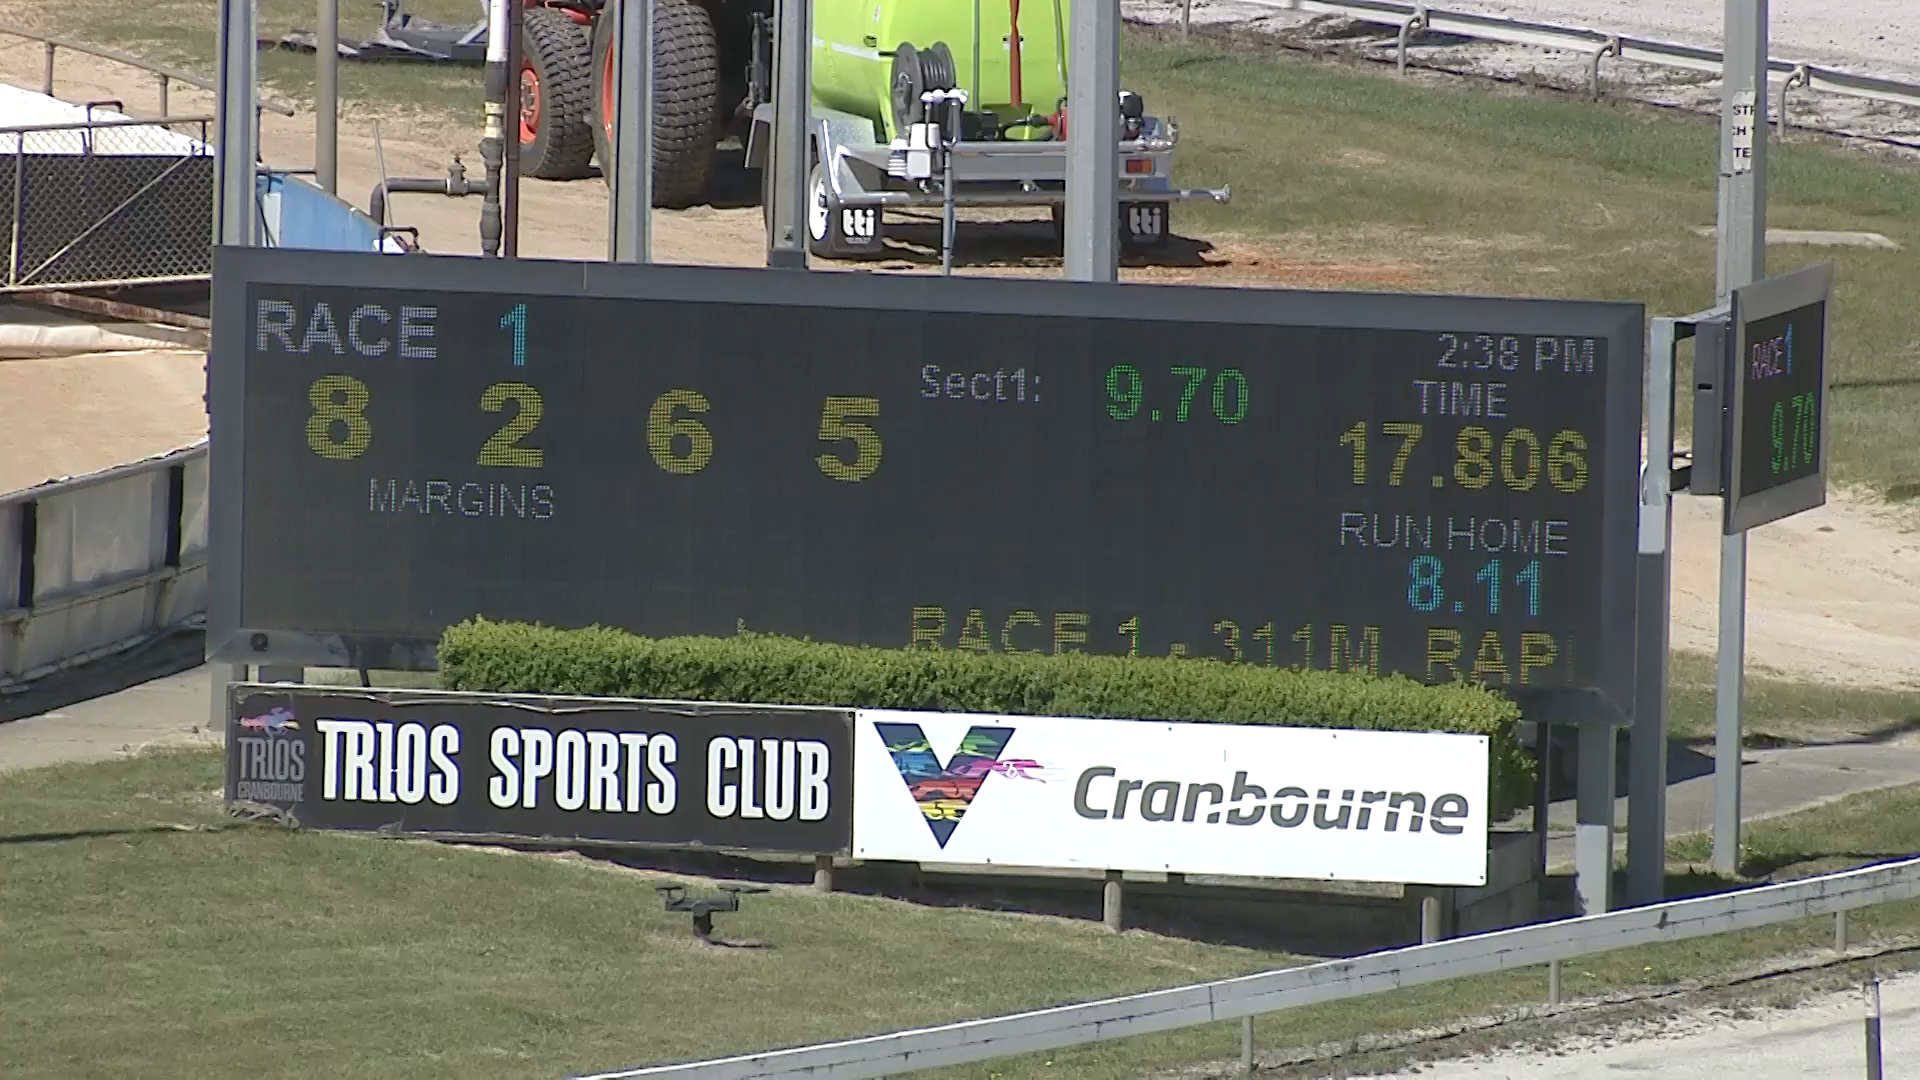 RACE 1
2:38 PM
8 2 6 5
Sect1: 9.70
TIME
17.806
MARGINS
RUN HOME
8.11
RACE 1 - 311M RAP
RACE 1
9.70
tti
tti
TRIOS
CRANBOURNE
TRIOS SPORTS CLUB
Cranbourne